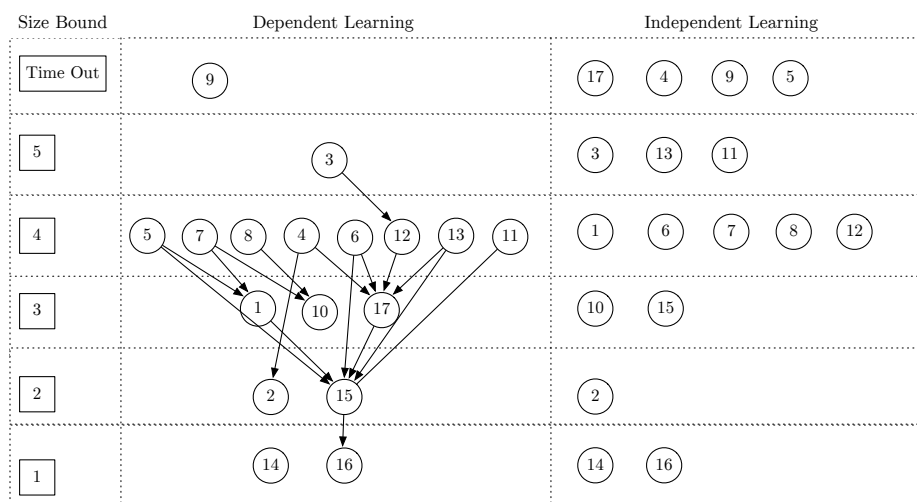 Size Bound Dependent Learning Independent Learning
Time Out 9 17 4 9 5
5 3 3 13 11
4 5 7 8 4 6 12 13 11 1 6 7 8 12
3 1 10 17 10 15
2 2 15 2
1 14 16 14 16